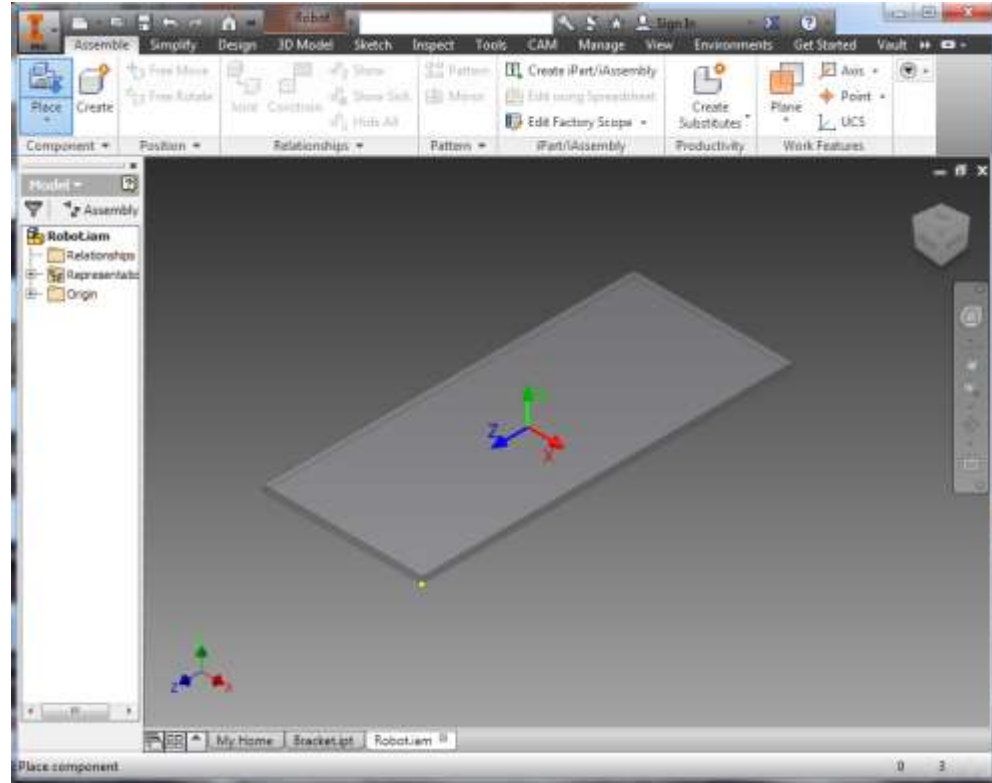 PRO
Robot
Sign In
Assemble Simplify Design 3D Model Sketch Inspect Tools CAM Manage View Environments Get Started Vault
Place Create
Free Move
Free Rotate
Joint Constrain
Show
Show Sick
Hide All
Pattern
Mirror
Create iPart/iAssembly
Edit using Spreadsheet
Edit Factory Scope
Create Substitutes
Plane
Axis
Point
UCS
Component Position Relationships Pattern iPart/iAssembly Productivity Work Features
Model
Assembly
Robot.iam
Relationships
Representatio
Origin
Z
X
Z
X
My Home Bracket.ipt Robot.iam
Place component
0 3